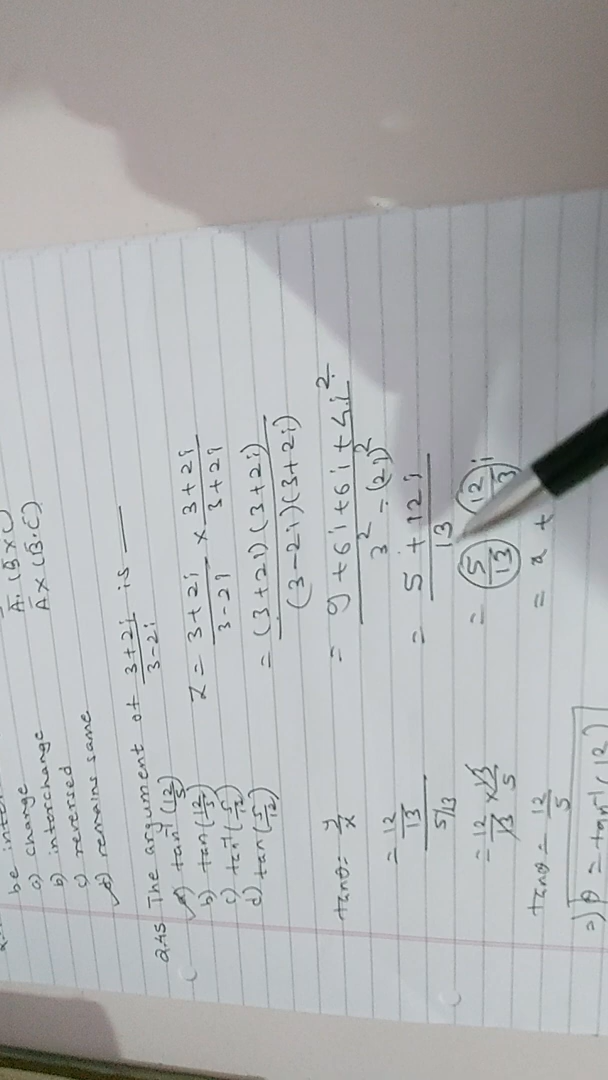 be inter
A. (B × C)
a) change
A × (B · C)
b) interchange
c) reversed
d) remains same
245 The argument of 3+2i/3-2i is
a) tan⁻¹(12/5)
b) tan(12/5)
c) tan⁻¹(5/12)
d) tan(5/12)
Z = 3+2i/3-2i × 3+2i/3+2i
= (3+2i)(3+2i)/(3-2i)(3+2i)
= 9+6i+6i+4i²/3²-(2i)²
= 5+12i/13
= 5/13 12/13 i
= x +
tanθ = y/x
= 12/13/5/13
= 12/13 × 13/5
tanθ = 12/5
⇒ θ = tan⁻¹(12